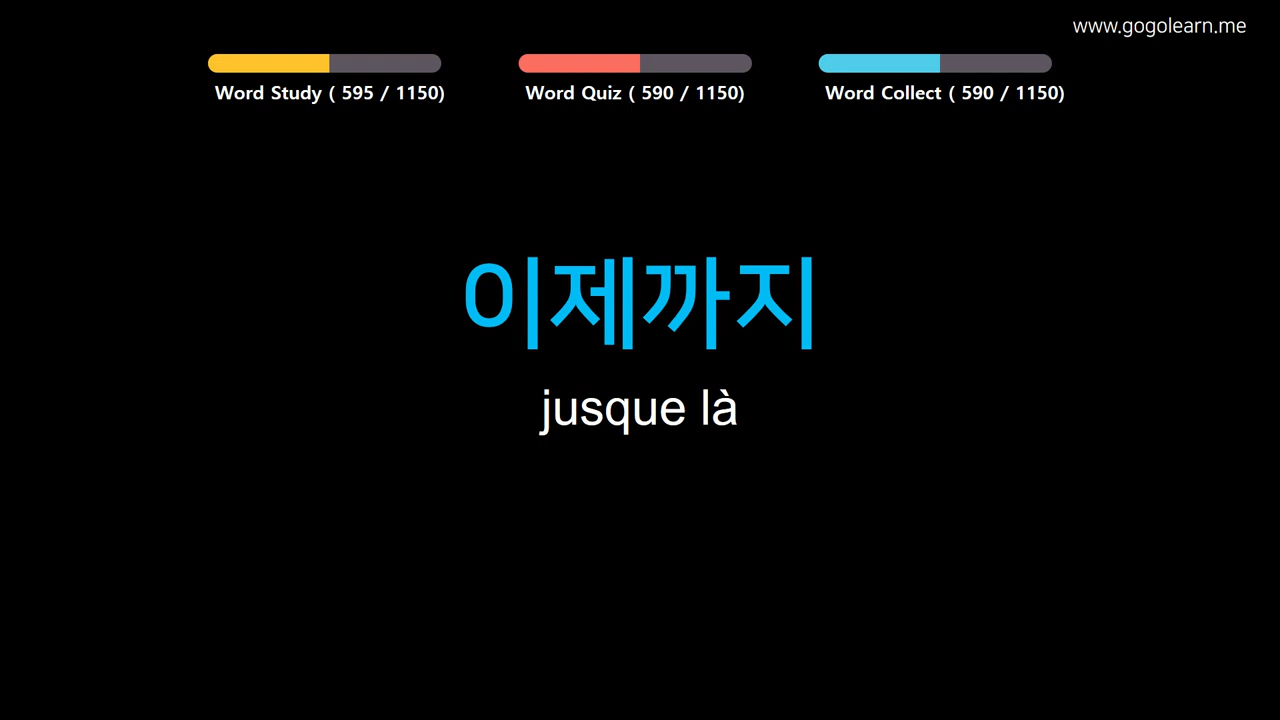 www.gogolearn.me
Word Study ( 595 / 1150)
Word Quiz ( 590 / 1150)
Word Collect ( 590 / 1150)
이제까지
jusque là